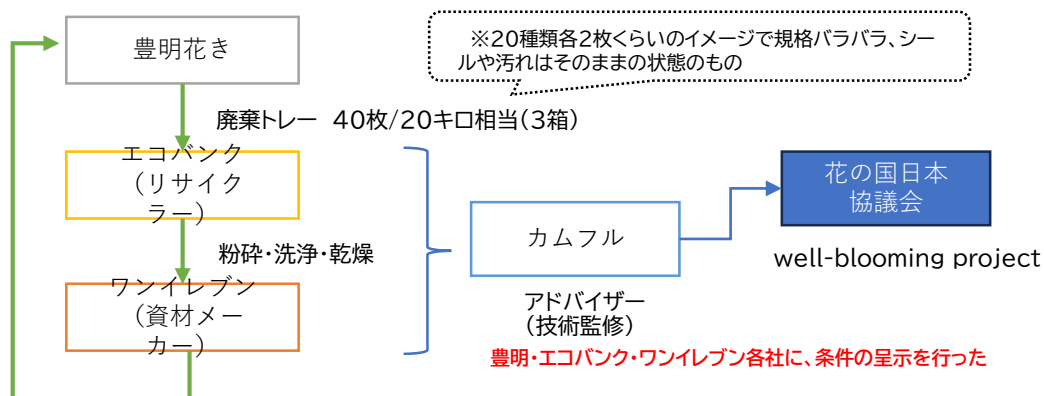 豊明花き
※20種類各2枚くらいのイメージで規格バラバラ、シー
ルや汚れはそのままの状態のもの
廃棄トレー 40枚/20キロ相当(3箱)
エコバンク
(リサイク
ラー)
粉砕・洗浄・乾燥
ワンイレブン
(資材メー
カー)
カムフル
アドバイザー
(技術監修)
花の国日本
協議会
well-blooming project
豊明・エコバンク・ワンイレブン各社に、条件の呈示を行った